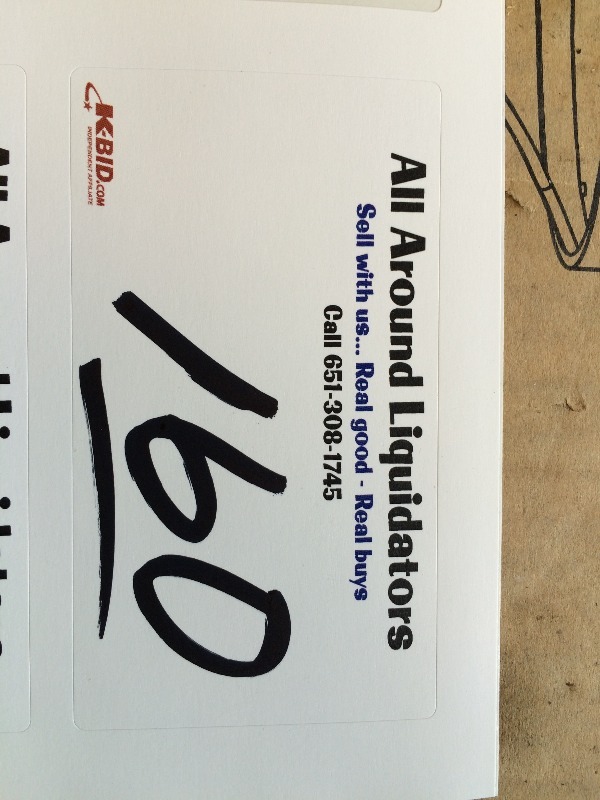 All Around Liquidators
Sell with us... Real good - Real buys
Call 651-308-1745
160
K-BID.COM
INDEPENDENT AFFILIATE